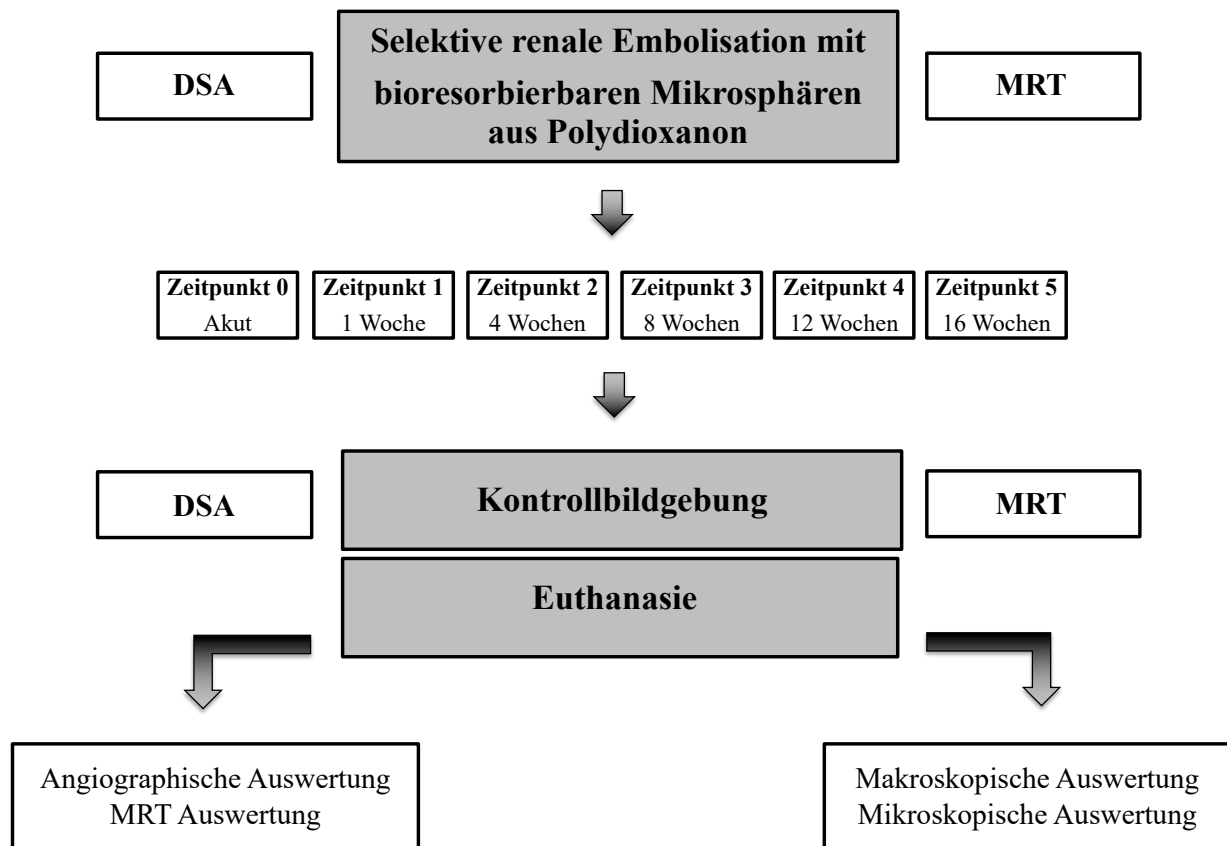 DSA
Selektive renale Embolisation mit
bioresorbierbaren Mikrosphären
aus Polydioxanon
MRT
Zeitpunkt 0
Akut
Zeitpunkt 1
1 Woche
Zeitpunkt 2
4 Wochen
Zeitpunkt 3
8 Wochen
Zeitpunkt 4
12 Wochen
Zeitpunkt 5
16 Wochen
DSA
Kontrollbildgebung
MRT
Euthanasie
Angiographische Auswertung
MRT Auswertung
Makroskopische Auswertung
Mikroskopische Auswertung